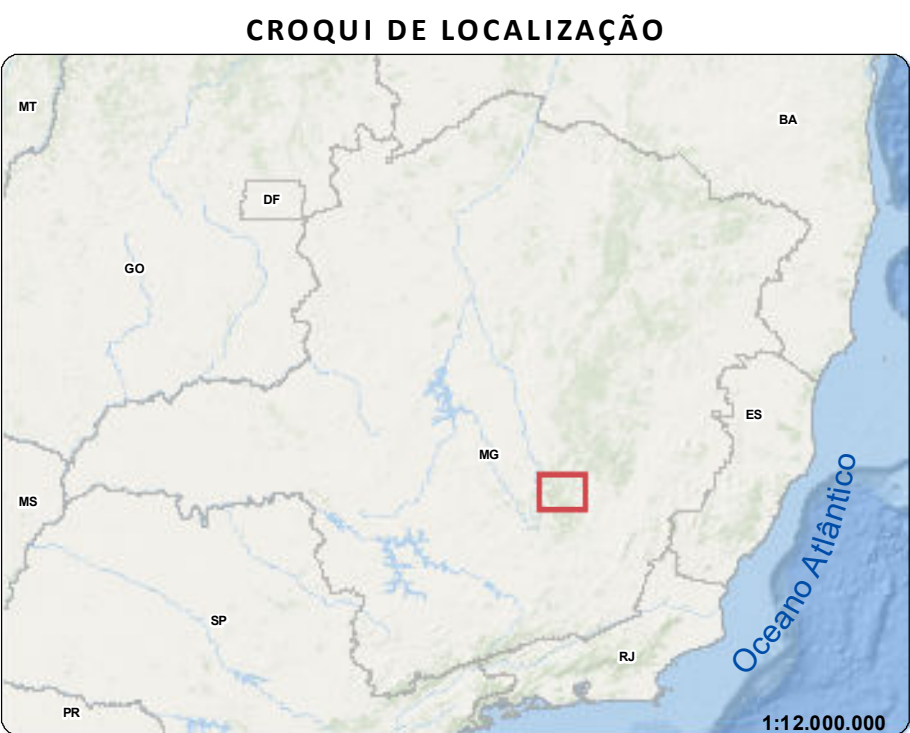 CROQUI DE LOCALIZAÇÃO
MT
BA
DF
GO
ES
MG
MS
Oceano Atlântico
SP
RJ
PR
1:12.000.000